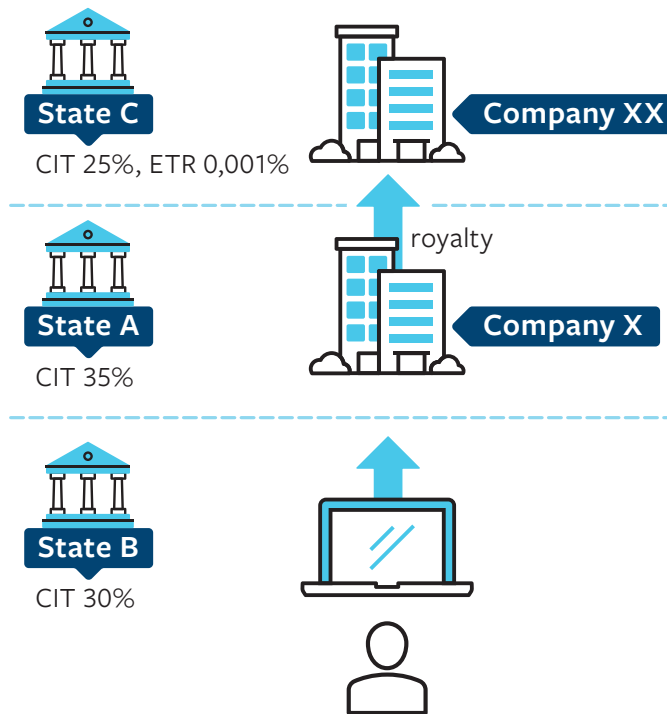 State C
Company XX
CIT 25%, ETR 0,001%
royalty
State A
Company X
CIT 35%
State B
CIT 30%